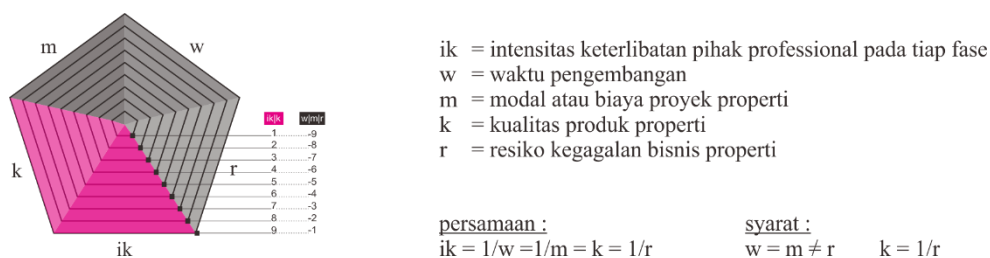 m
w
k
r
ik
ik|k w|m|r
1 -9
2 -8
3 -7
4 -6
5 -5
6 -4
7 -3
8 -2
9 -1
ik = intensitas keterlibatan pihak professional pada tiap fase
w = waktu pengembangan
m = modal atau biaya proyek properti
k = kualitas produk properti
r = resiko kegagalan bisnis properti
persamaan :
ik = 1/w =1/m = k = 1/r
syarat :
w = m ≠ r k = 1/r